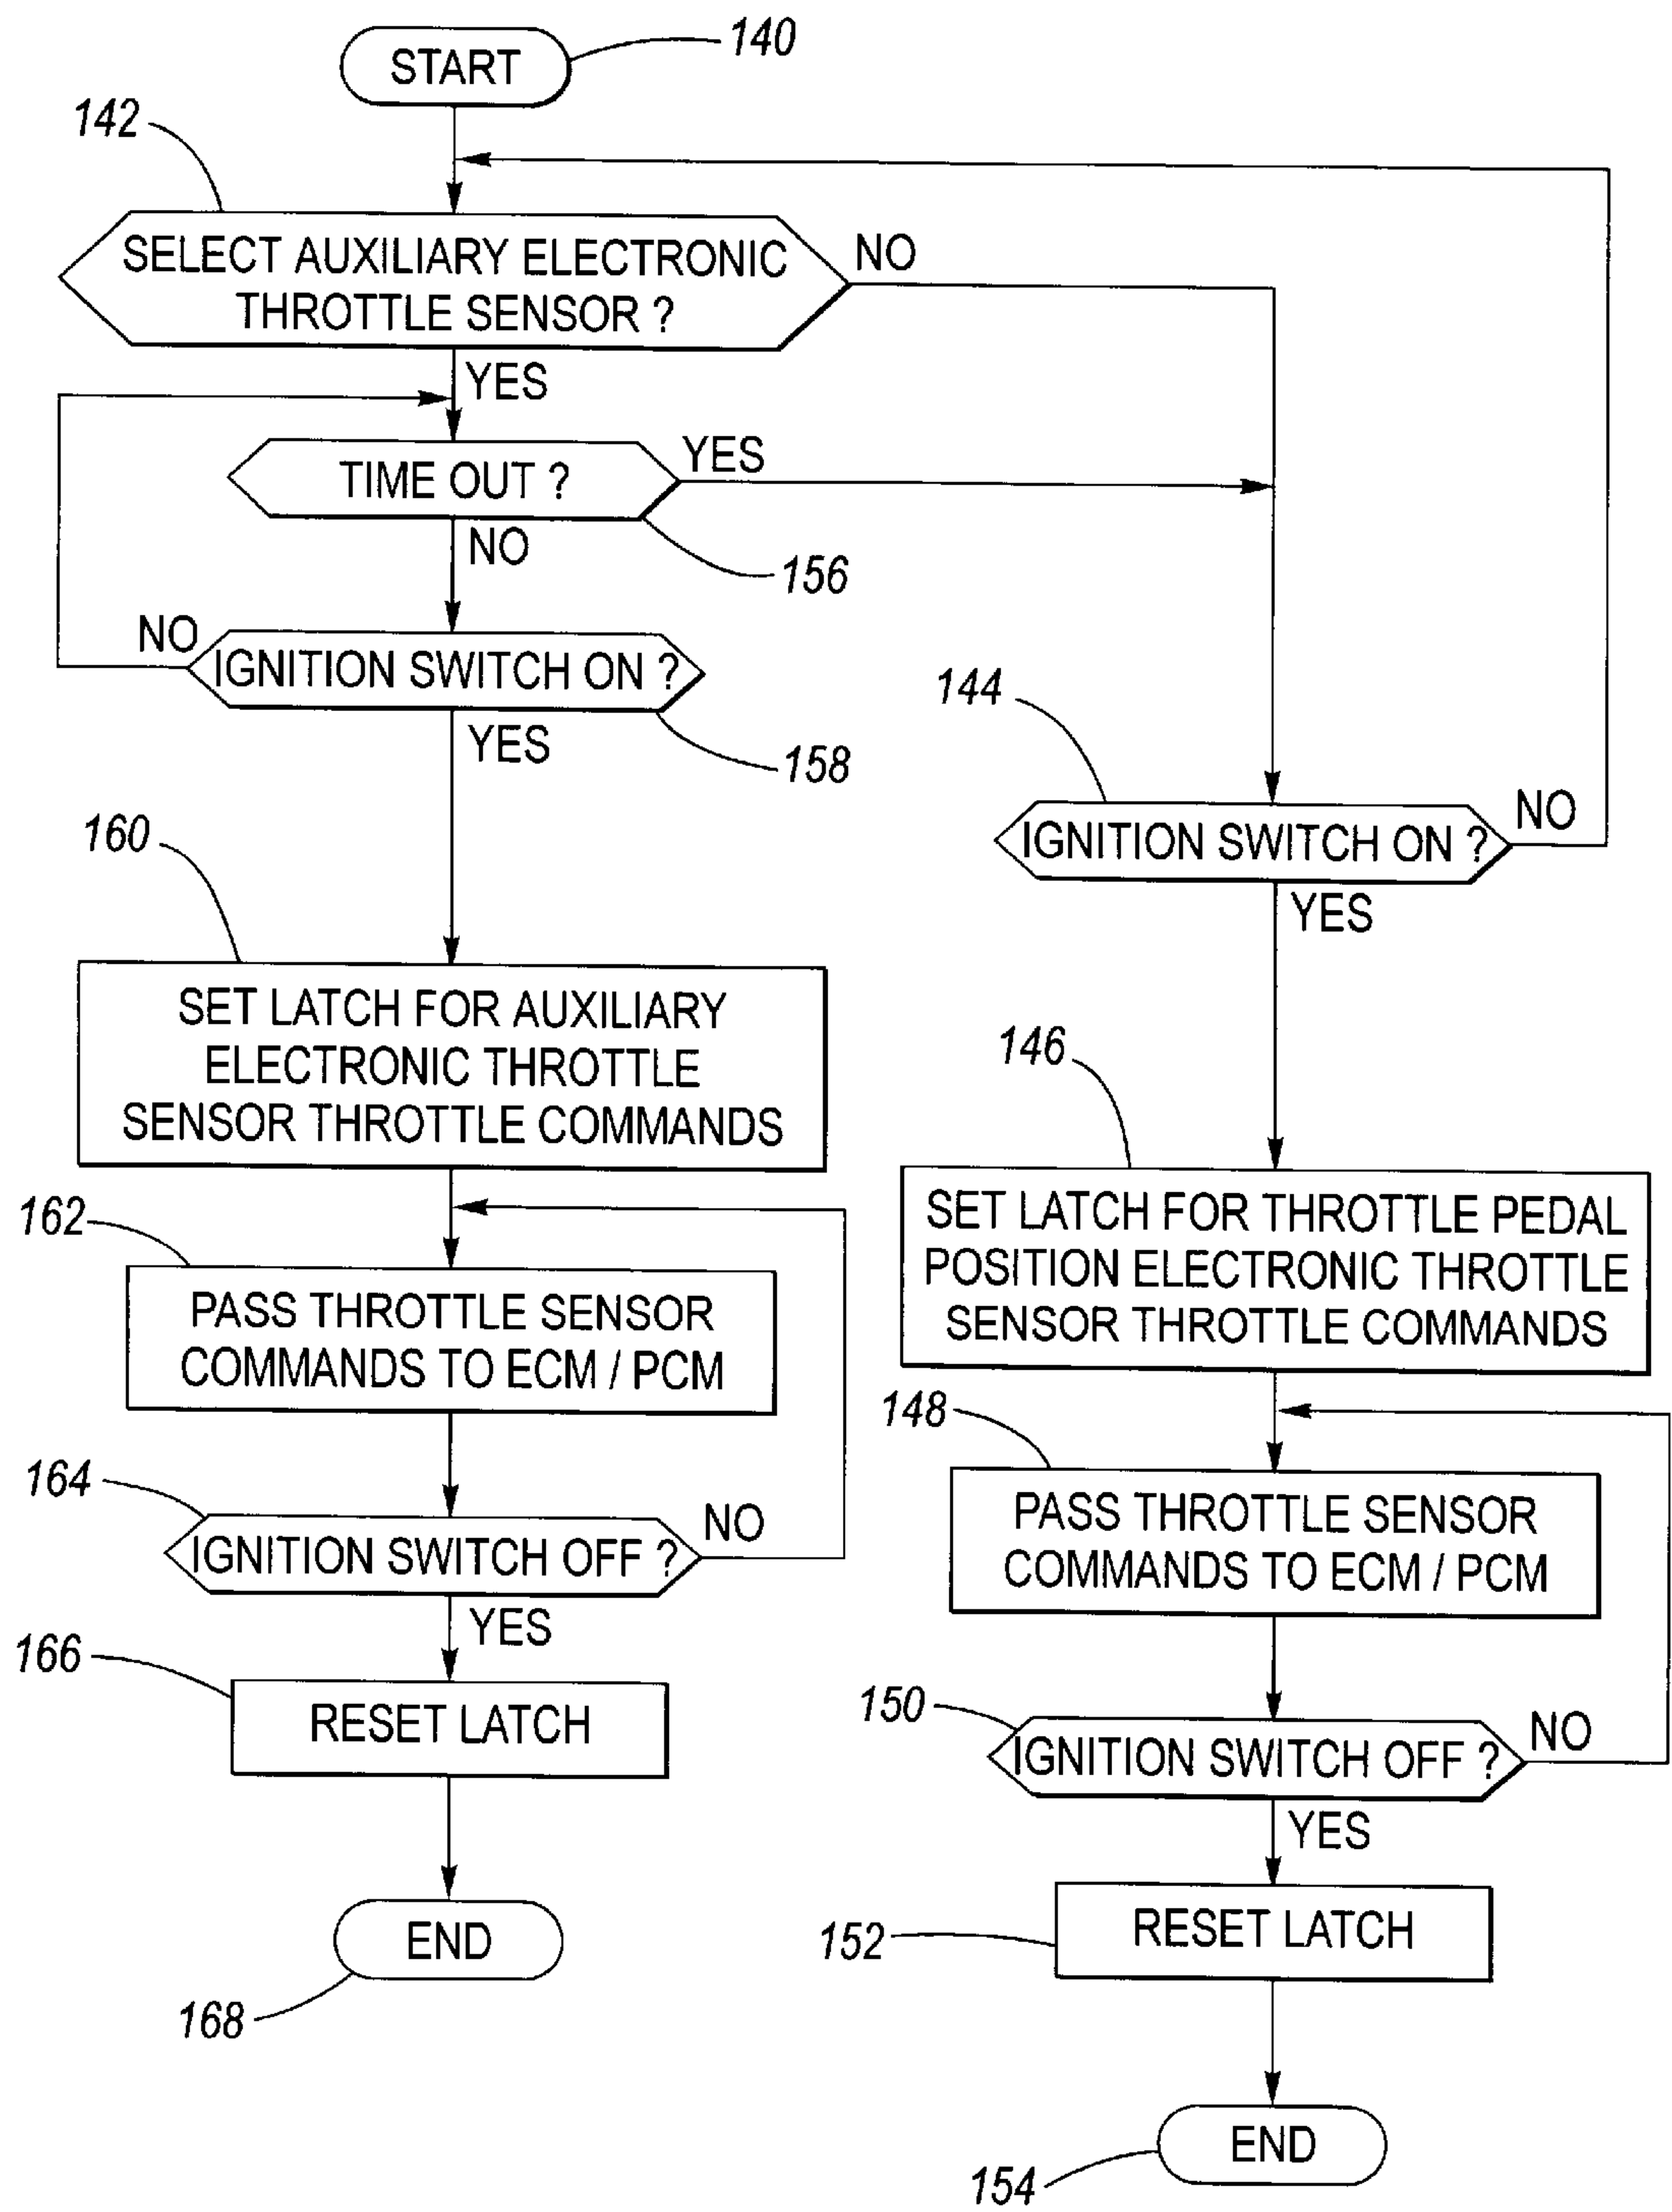 START
140
142
SELECT AUXILIARY ELECTRONIC
THROTTLE SENSOR ?
NO
YES
TIME OUT ?
YES
NO
156
NO
IGNITION SWITCH ON ?
YES
158
144
IGNITION SWITCH ON ?
NO
YES
160
SET LATCH FOR AUXILIARY
ELECTRONIC THROTTLE
SENSOR THROTTLE COMMANDS
146
SET LATCH FOR THROTTLE PEDAL
POSITION ELECTRONIC THROTTLE
SENSOR THROTTLE COMMANDS
162
PASS THROTTLE SENSOR
COMMANDS TO ECM / PCM
148
PASS THROTTLE SENSOR
COMMANDS TO ECM / PCM
164
IGNITION SWITCH OFF ?
NO
YES
166
RESET LATCH
150
IGNITION SWITCH OFF ?
NO
YES
152
RESET LATCH
END
168
END
154